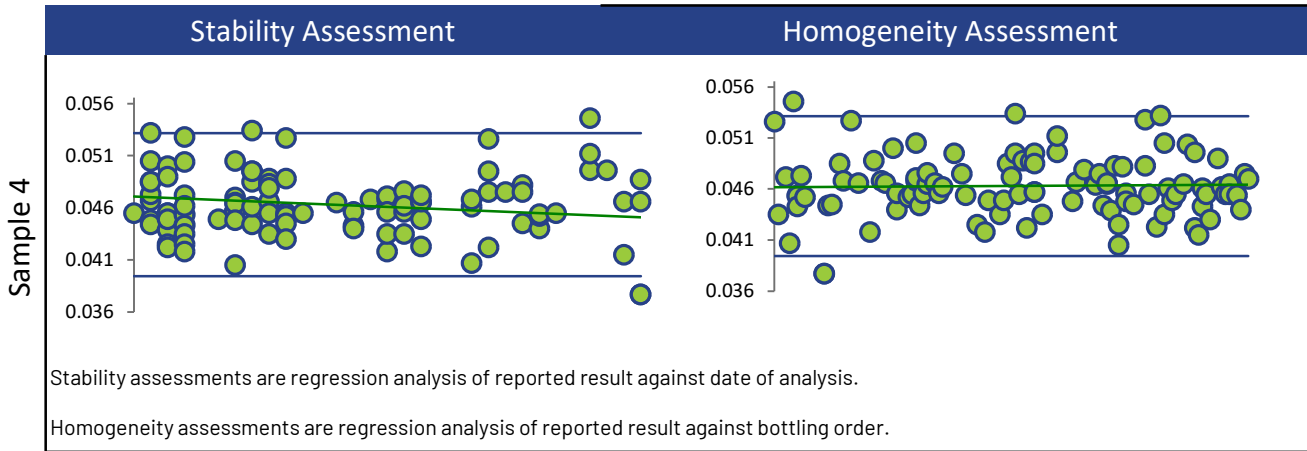 Stability Assessment
Homogeneity Assessment
Sample 4
0.056
0.051
0.046
0.041
0.036
0.056
0.051
0.046
0.041
0.036
Stability assessments are regression analysis of reported result against date of analysis.
Homogeneity assessments are regression analysis of reported result against bottling order.